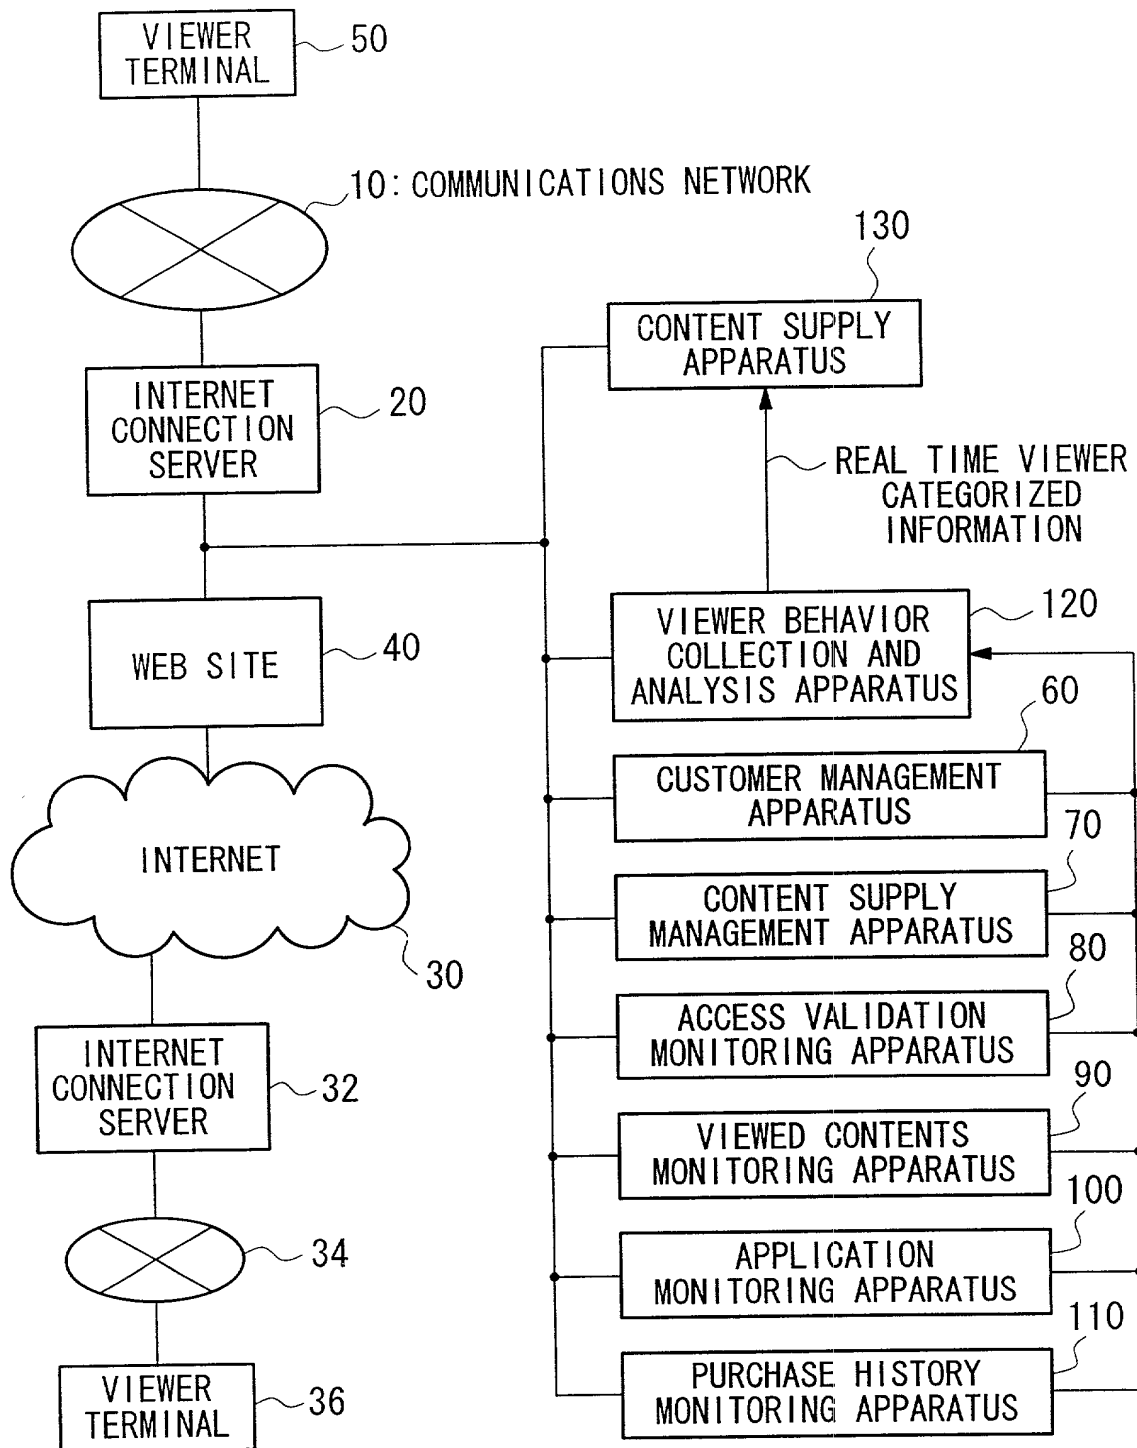 VIEWER
TERMINAL
50
10: COMMUNICATIONS NETWORK
130
CONTENT SUPPLY
APPARATUS
INTERNET
CONNECTION
SERVER
20
REAL TIME VIEWER
CATEGORIZED
INFORMATION
WEB SITE
40
VIEWER BEHAVIOR
COLLECTION AND
ANALYSIS APPARATUS
120
60
CUSTOMER MANAGEMENT
APPARATUS
INTERNET
30
70
CONTENT SUPPLY
MANAGEMENT APPARATUS
80
ACCESS VALIDATION
MONITORING APPARATUS
INTERNET
CONNECTION
SERVER
32
90
VIEWED CONTENTS
MONITORING APPARATUS
34
100
APPLICATION
MONITORING APPARATUS
110
PURCHASE HISTORY
MONITORING APPARATUS
VIEWER
TERMINAL
36